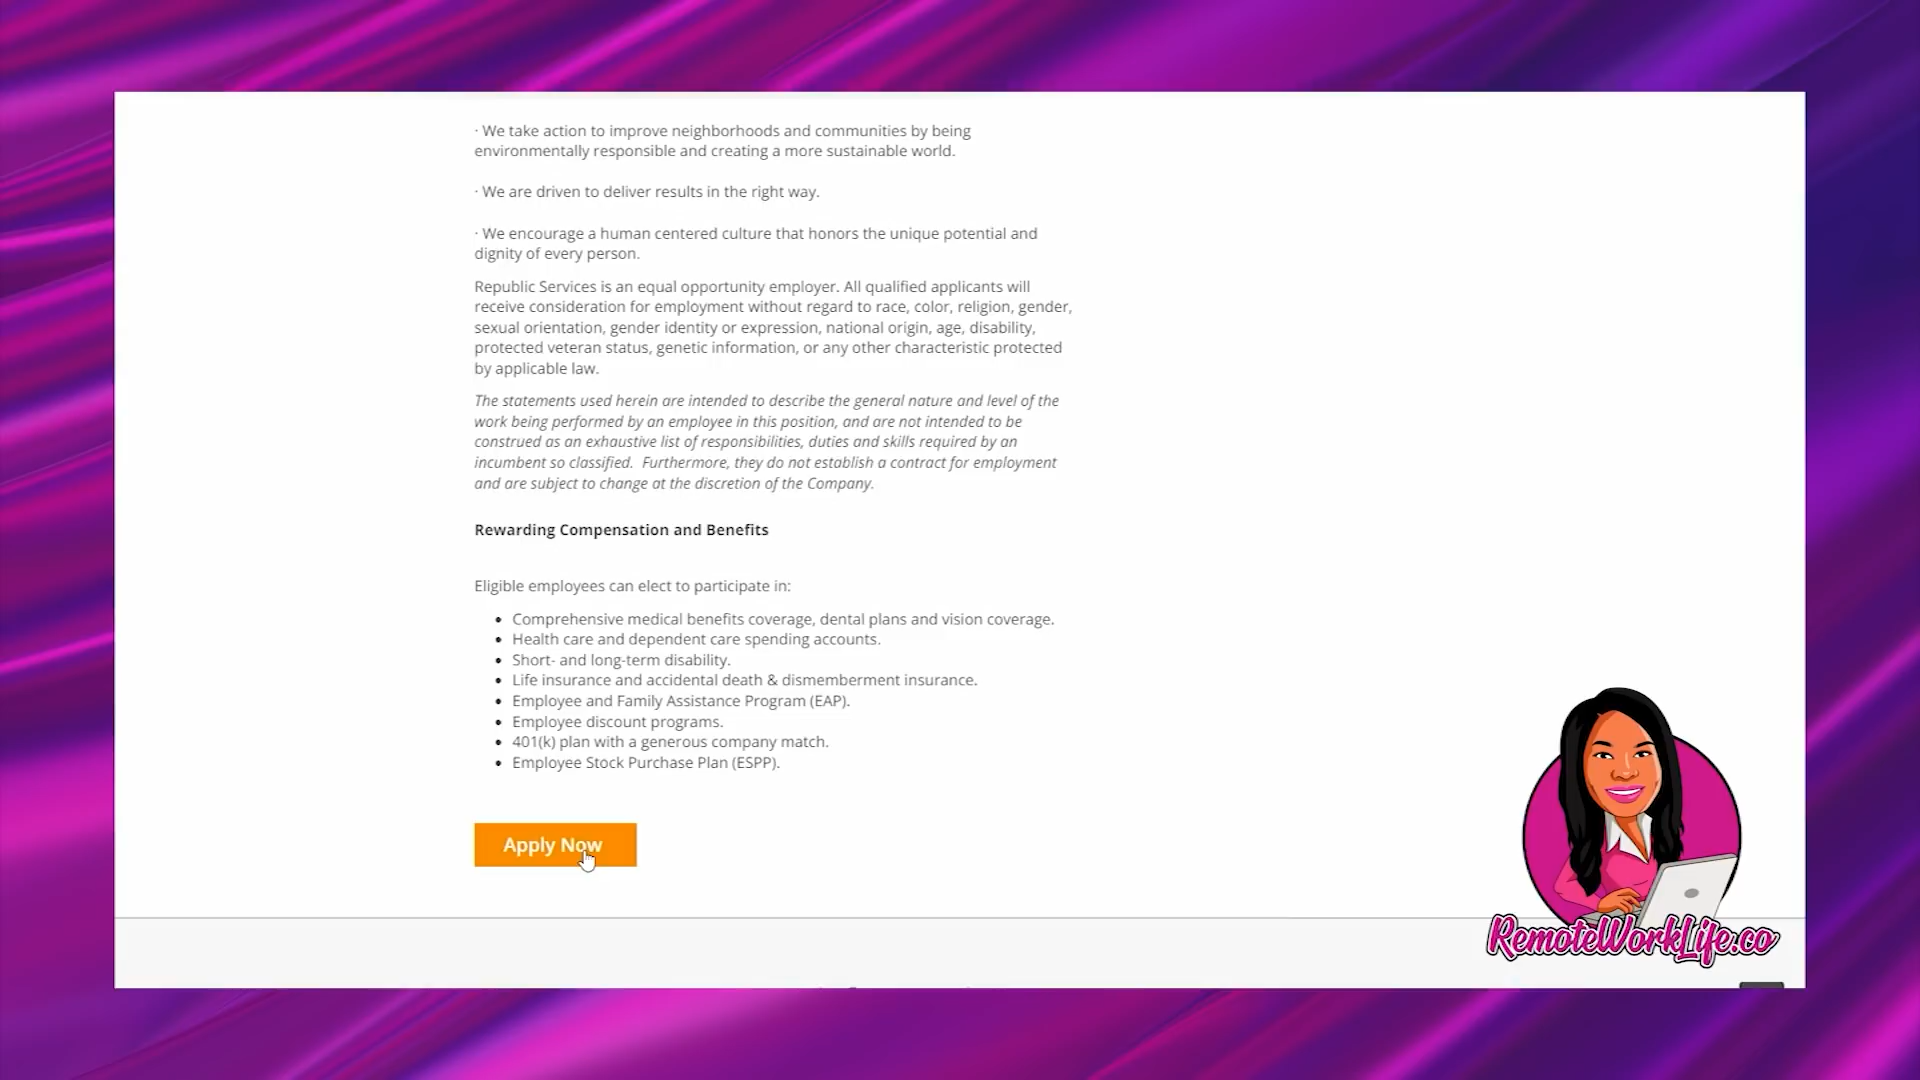 · We take action to improve neighborhoods and communities by being
environmentally responsible and creating a more sustainable world.
· We are driven to deliver results in the right way.
· We encourage a human centered culture that honors the unique potential and
dignity of every person.
Republic Services is an equal opportunity employer. All qualified applicants will
receive consideration for employment without regard to race, color, religion, gender,
sexual orientation, gender identity or expression, national origin, age, disability,
protected veteran status, genetic information, or any other characteristic protected
by applicable law.
The statements used herein are intended to describe the general nature and level of the
work being performed by an employee in this position, and are not intended to be
construed as an exhaustive list of responsibilities, duties and skills required by an
incumbent so classified.  Furthermore, they do not establish a contract for employment
and are subject to change at the discretion of the Company.
Rewarding Compensation and Benefits
Eligible employees can elect to participate in:
• Comprehensive medical benefits coverage, dental plans and vision coverage.
• Health care and dependent care spending accounts.
• Short- and long-term disability.
• Life insurance and accidental death & dismemberment insurance.
• Employee and Family Assistance Program (EAP).
• Employee discount programs.
• 401(k) plan with a generous company match.
• Employee Stock Purchase Plan (ESPP).
Apply Now
RemoteWorkLife.co